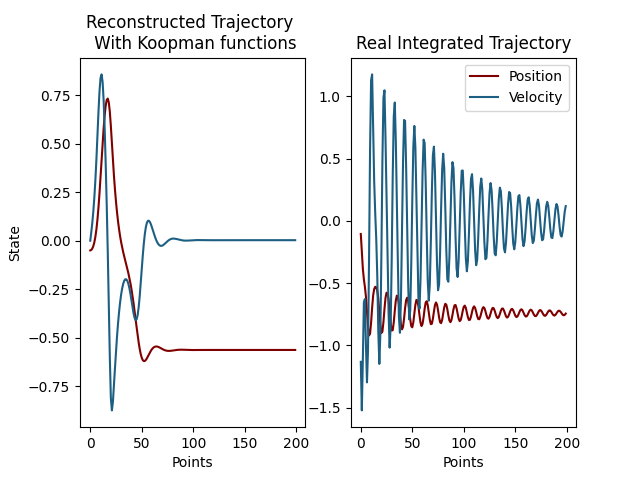 Reconstructed Trajectory
With Koopman functions
Real Integrated Trajectory
State
0.75
0.50
0.25
0.00
−0.25
−0.50
−0.75
0
50
100
150
200
Points
Position
Velocity
1.0
0.5
0.0
−0.5
−1.0
−1.5
0
50
100
150
200
Points